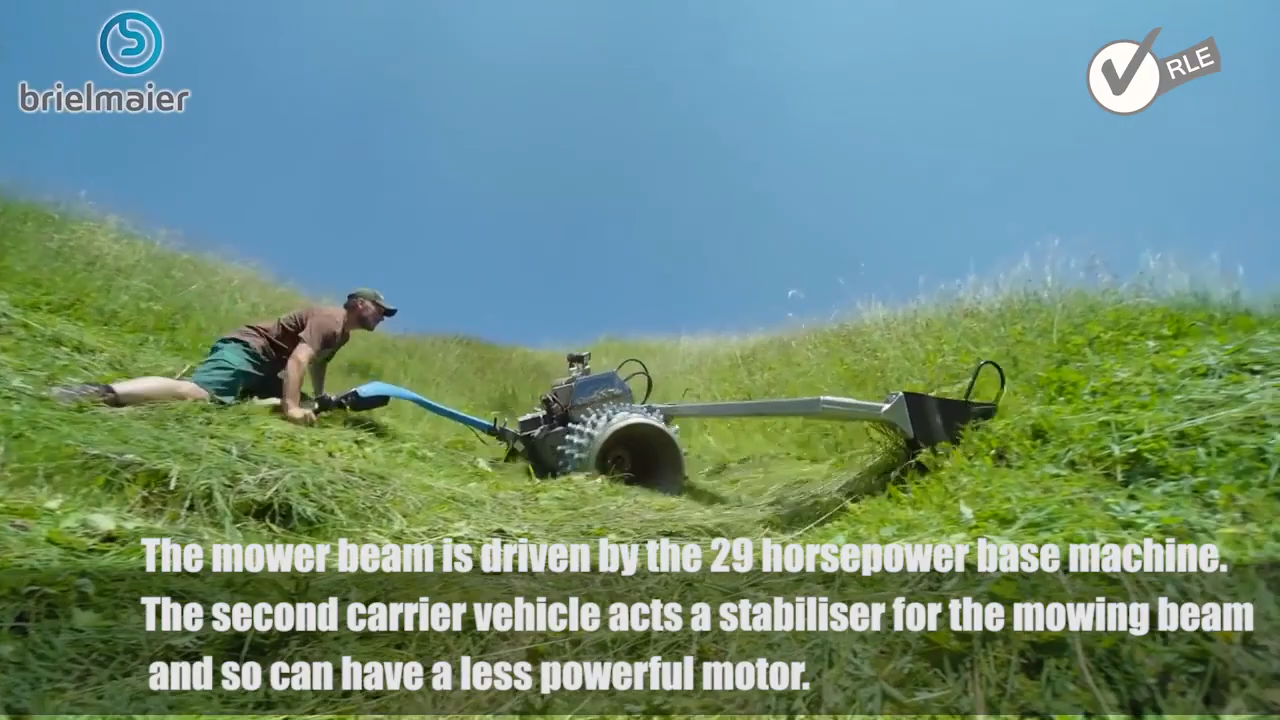 brielmaier
RLE
The mower beam is driven by the 29 horsepower base machine.
The second carrier vehicle acts a stabiliser for the mowing beam
and so can have a less powerful motor.